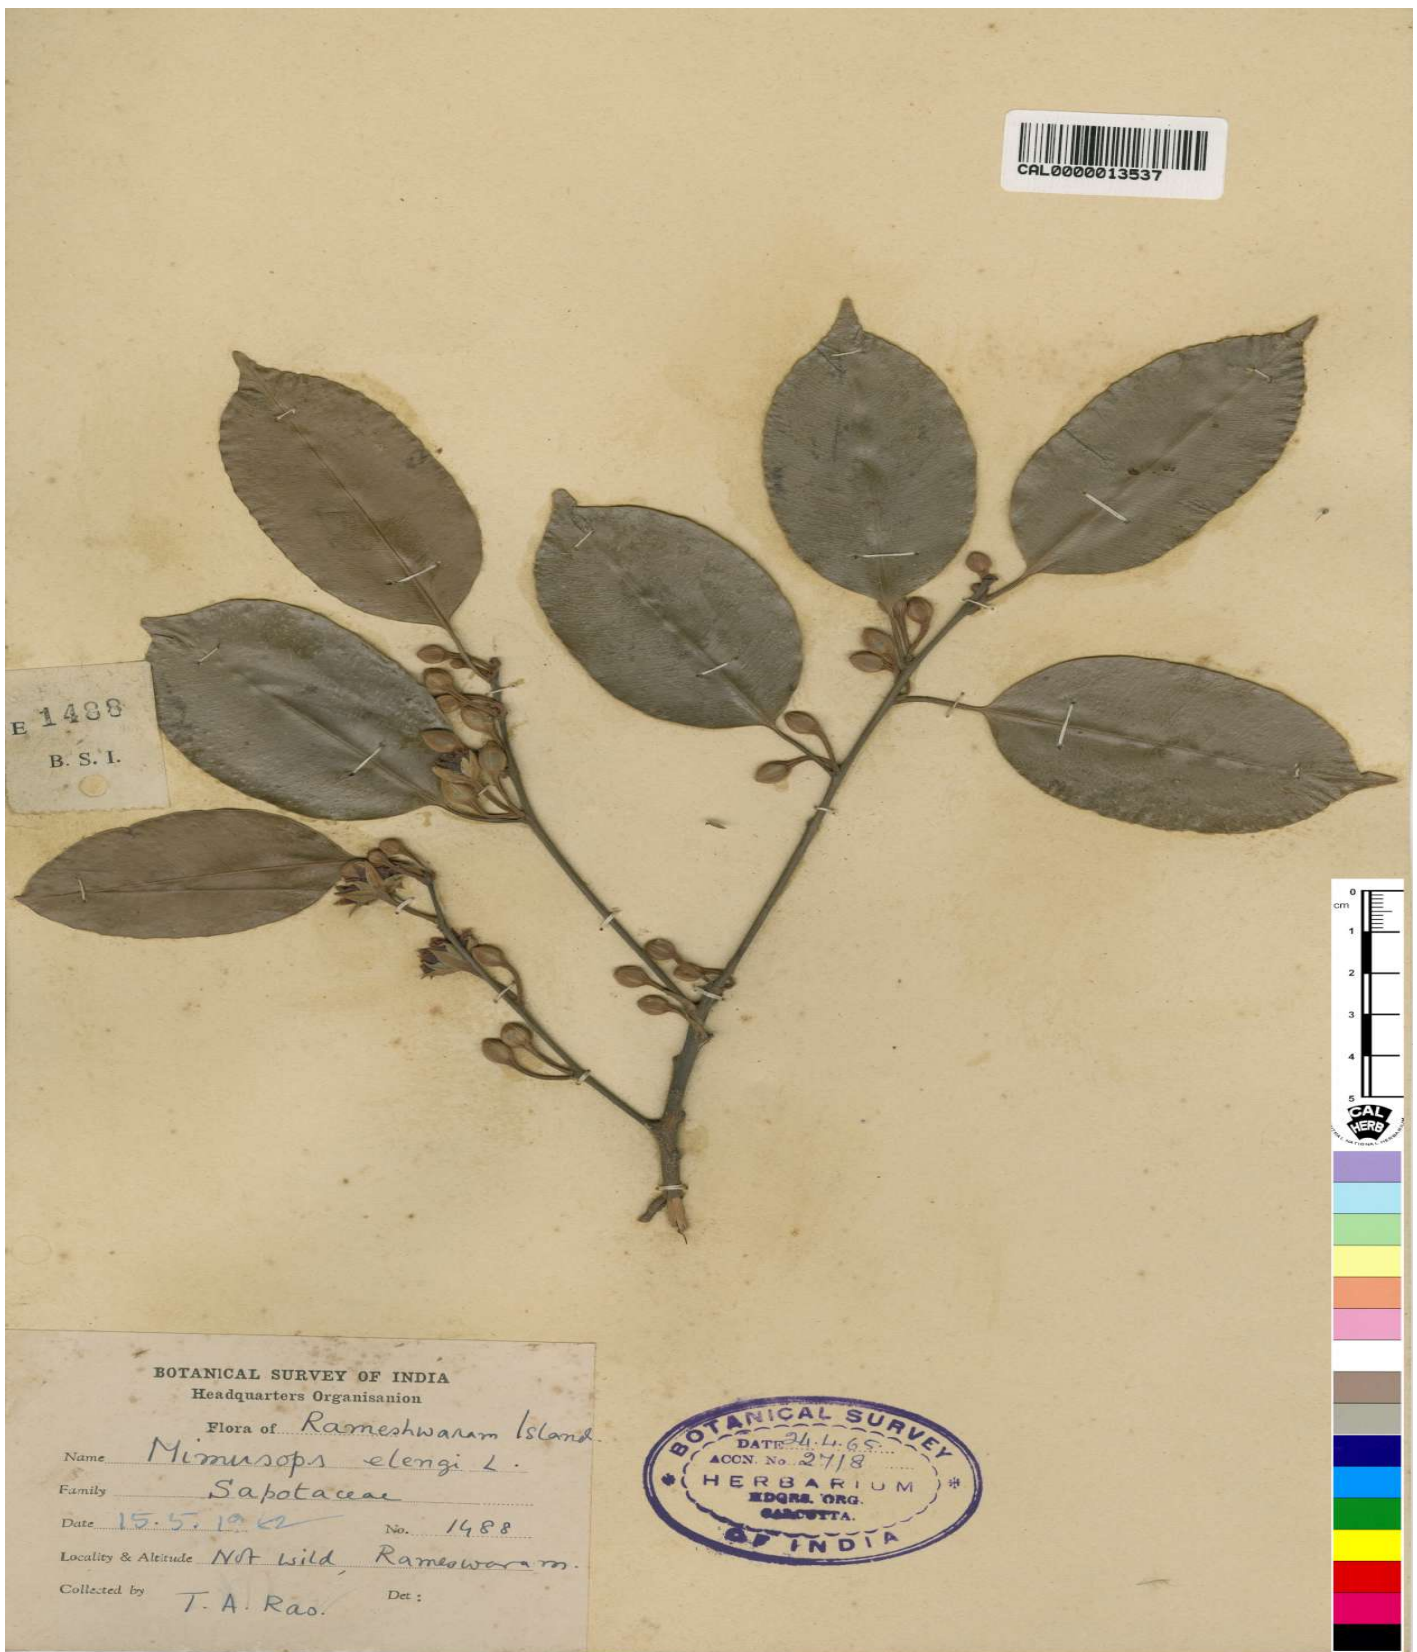 CAL0000013537
E 1488
B. S. I.
0
cm
1
2
3
4
5
CAL
HERB
BOTANICAL SURVEY OF INDIA
Headquarters Organisanion
Flora of Rameshwaram Island.
Name Mimusops elengi L.
Family Sapotaceae
Date 15.5.1962 No. 1488
Locality & Altitude Not wild, Rameswaram.
Collected by T. A. Rao. Det :
BOTANICAL SURVEY
DATE 24.4.65
ACCN. No 2718
HERBARIUM
HDQRS. ORG.
CARCUTTA.
OF INDIA